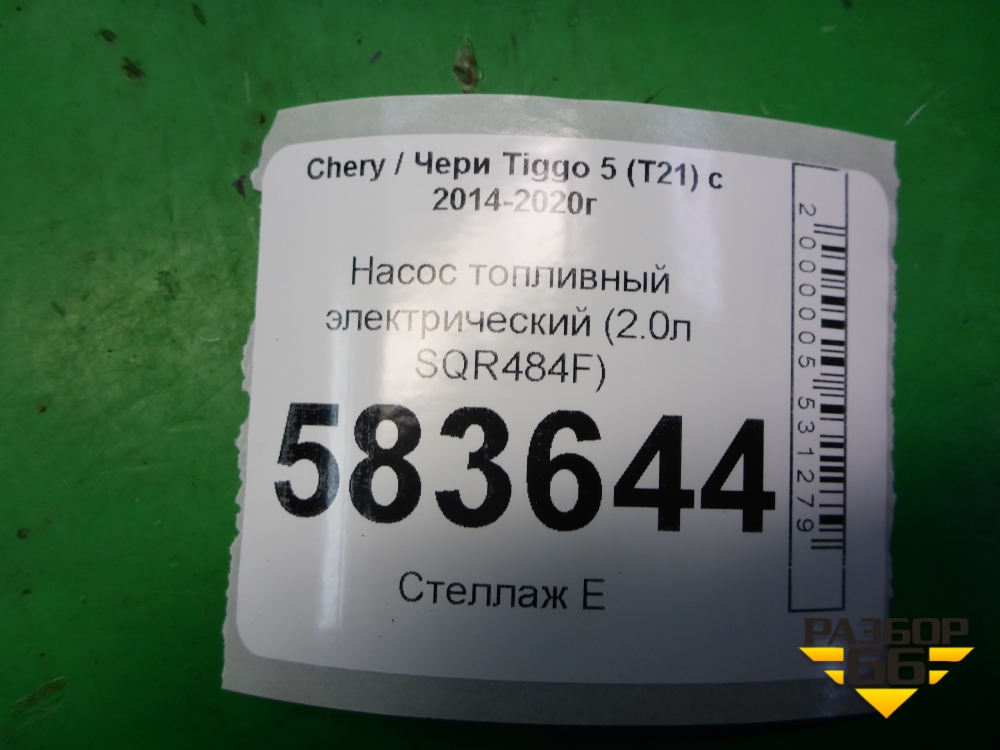 Chery / Чери Tiggo 5 (T21) с
2014-2020г
Насос топливный
электрический (2.0л
SQR484F)
583644
Стеллаж Е
2000005531279
РАЗБОР
66